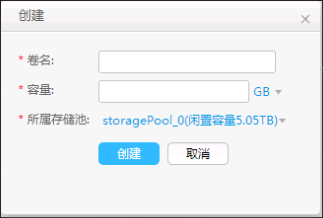 创建
* 卷名:
* 容量: GB
* 所属存储池: storagePool_0(闲置容量5.05TB)
创建 取消